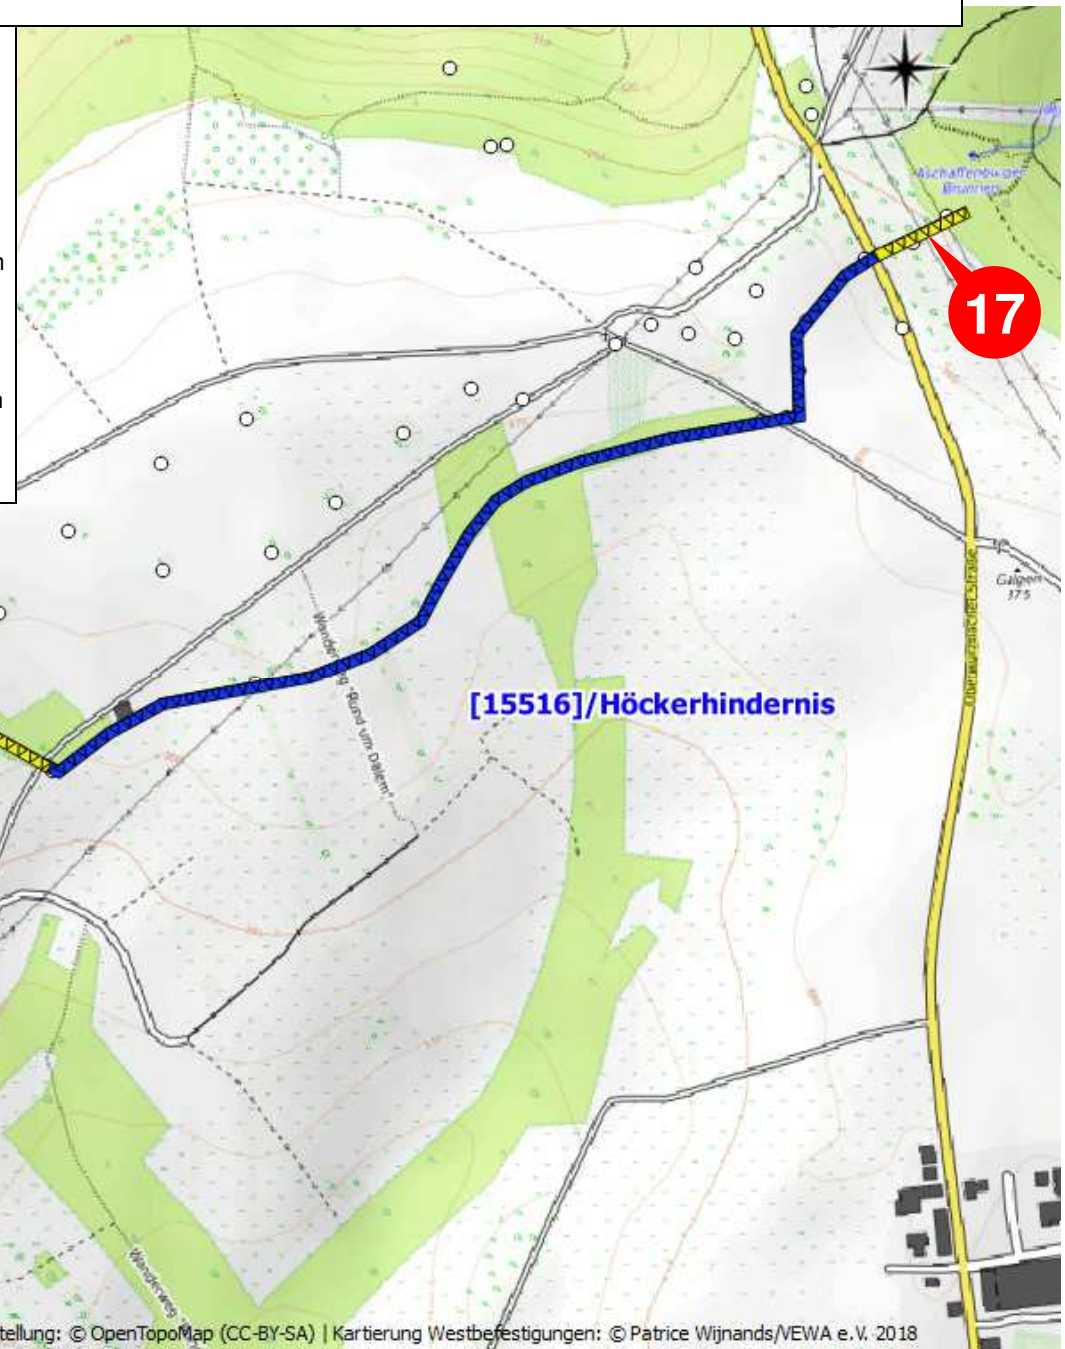 n
n
Aschaffenburger
Brunnen
17
Galgen
375
Oberwürzbacher Straße
Wanderweg "Rund um Dalem"
[15516]/Höckerhindernis
Wanderweg
tellung: © OpenTopoMap (CC-BY-SA) | Kartierung Westbefestigungen: © Patrice Wijnands/VEWA e.V. 2018